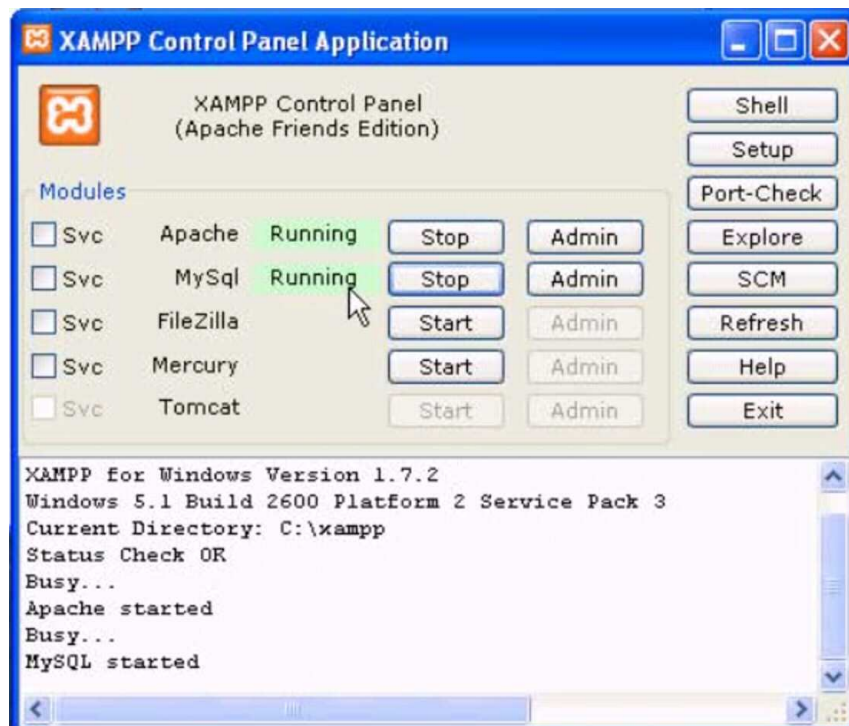 XAMPP Control Panel Application
XAMPP Control Panel
(Apache Friends Edition)
Shell
Setup
Modules
Port-Check
Svc Apache Running Stop Admin Explore
Svc MySql Running Stop Admin SCM
Svc FileZilla Start Admin Refresh
Svc Mercury Start Admin Help
Svc Tomcat Start Admin Exit
XAMPP for Windows Version 1.7.2
Windows 5.1 Build 2600 Platform 2 Service Pack 3
Current Directory: C:\xampp
Status Check OK
Busy...
Apache started
Busy...
MySQL started